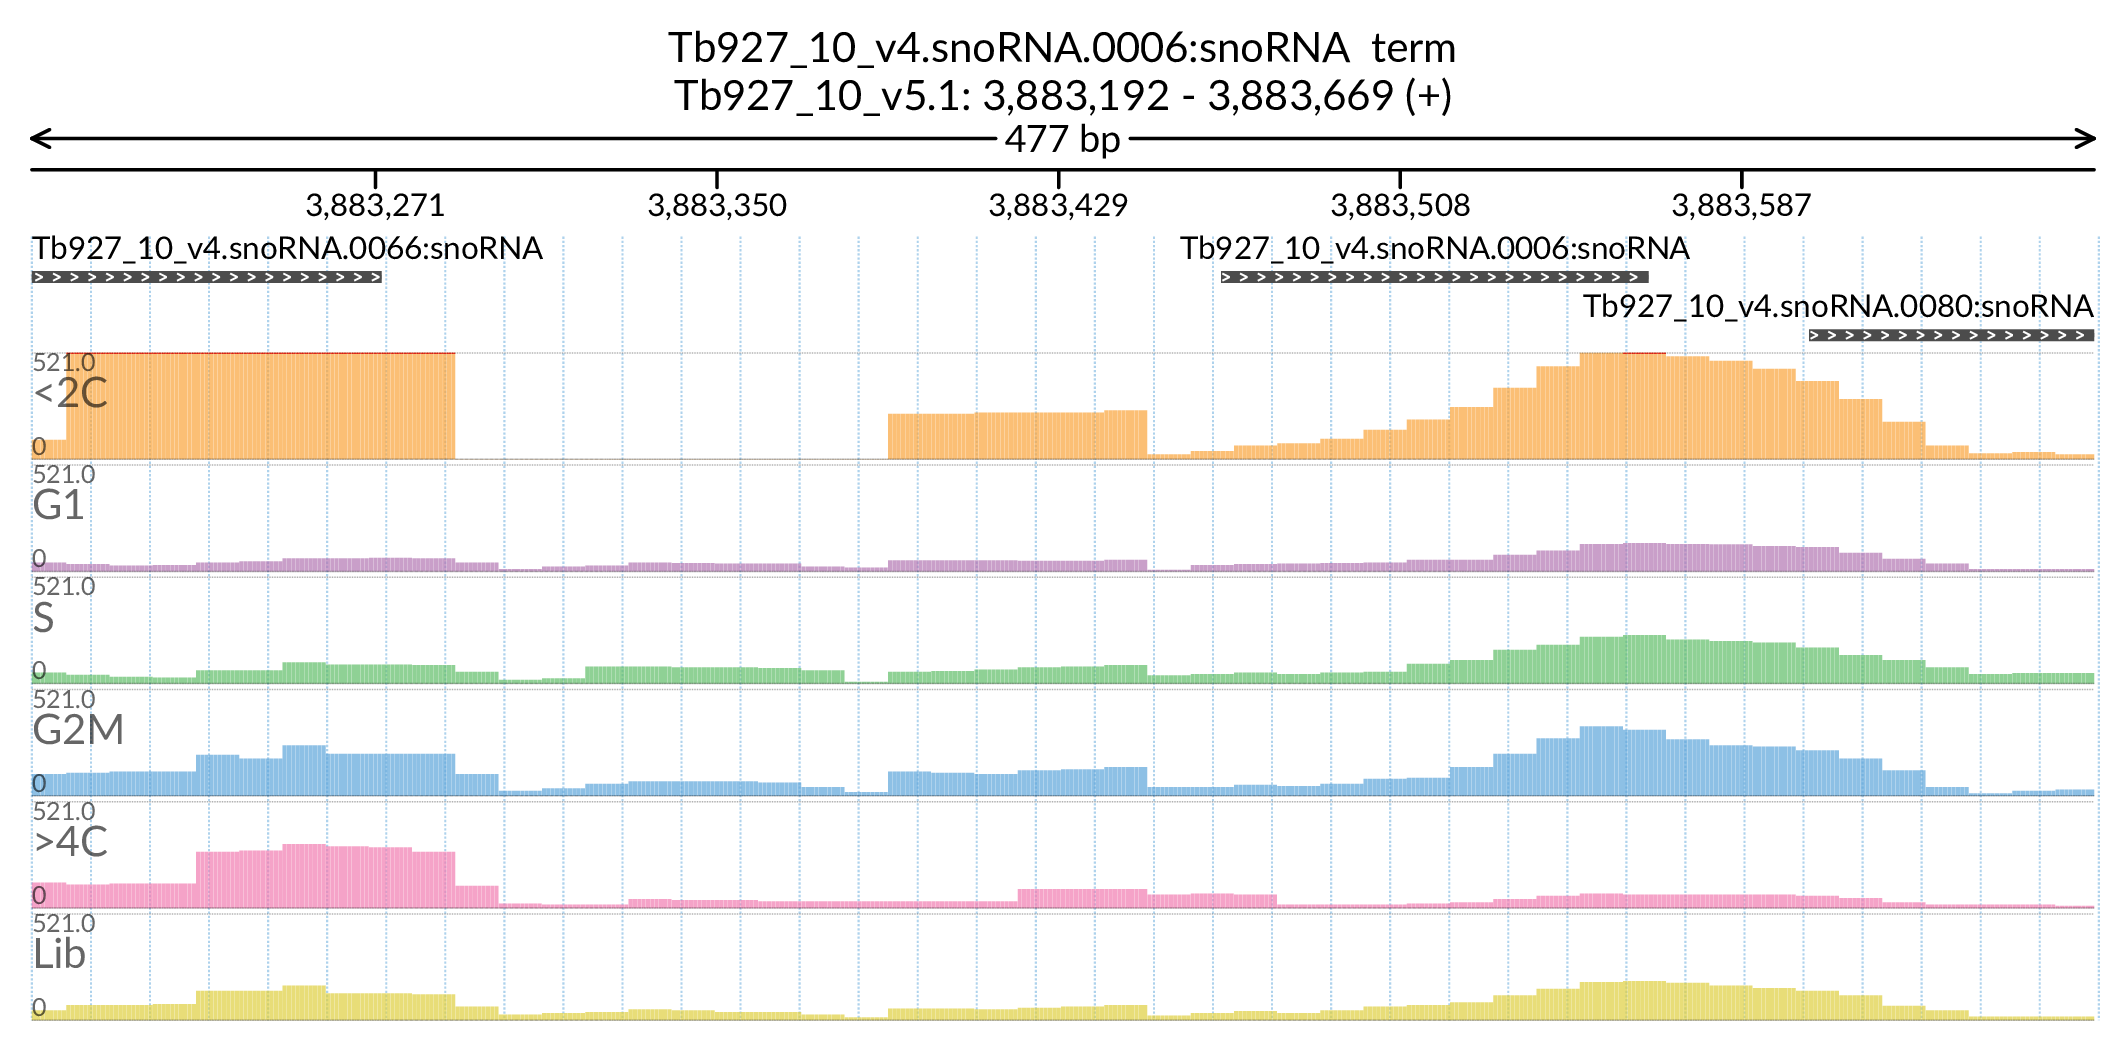 Tb927_10_v4.snoRNA.0006:snoRNA  term
Tb927_10_v5.1: 3,883,192 - 3,883,669 (+)
477 bp
3,883,271 3,883,350 3,883,429 3,883,508 3,883,587
Tb927_10_v4.snoRNA.0066:snoRNA Tb927_10_v4.snoRNA.0006:snoRNA
Tb927_10_v4.snoRNA.0080:snoRNA
521.0
<2C
0
521.0
G1
0
521.0
S
0
521.0
G2M
0
521.0
>4C
0
521.0
Lib
0